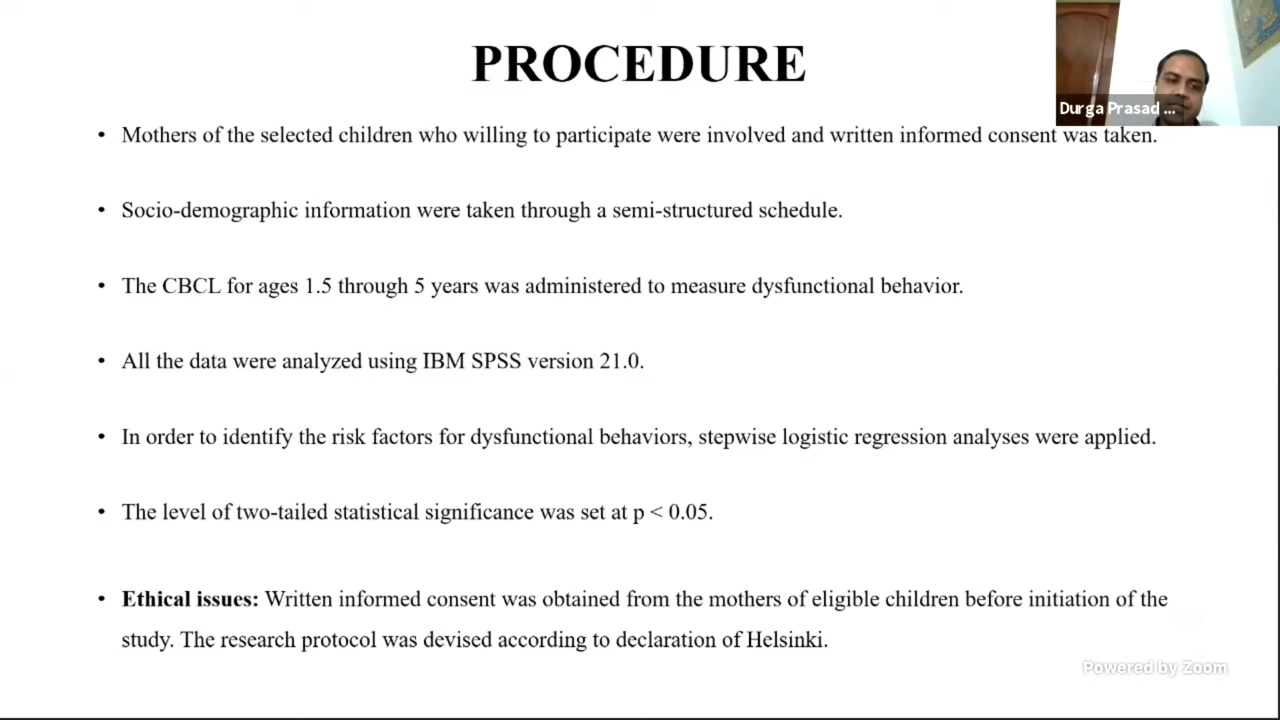 PROCEDURE
Durga Prasad ...
• Mothers of the selected children who willing to participate were involved and written informed consent was taken.
• Socio-demographic information were taken through a semi-structured schedule.
• The CBCL for ages 1.5 through 5 years was administered to measure dysfunctional behavior.
• All the data were analyzed using IBM SPSS version 21.0.
• In order to identify the risk factors for dysfunctional behaviors, stepwise logistic regression analyses were applied.
• The level of two-tailed statistical significance was set at p < 0.05.
• Ethical issues: Written informed consent was obtained from the mothers of eligible children before initiation of the
study. The research protocol was devised according to declaration of Helsinki.
Powered by Zoom